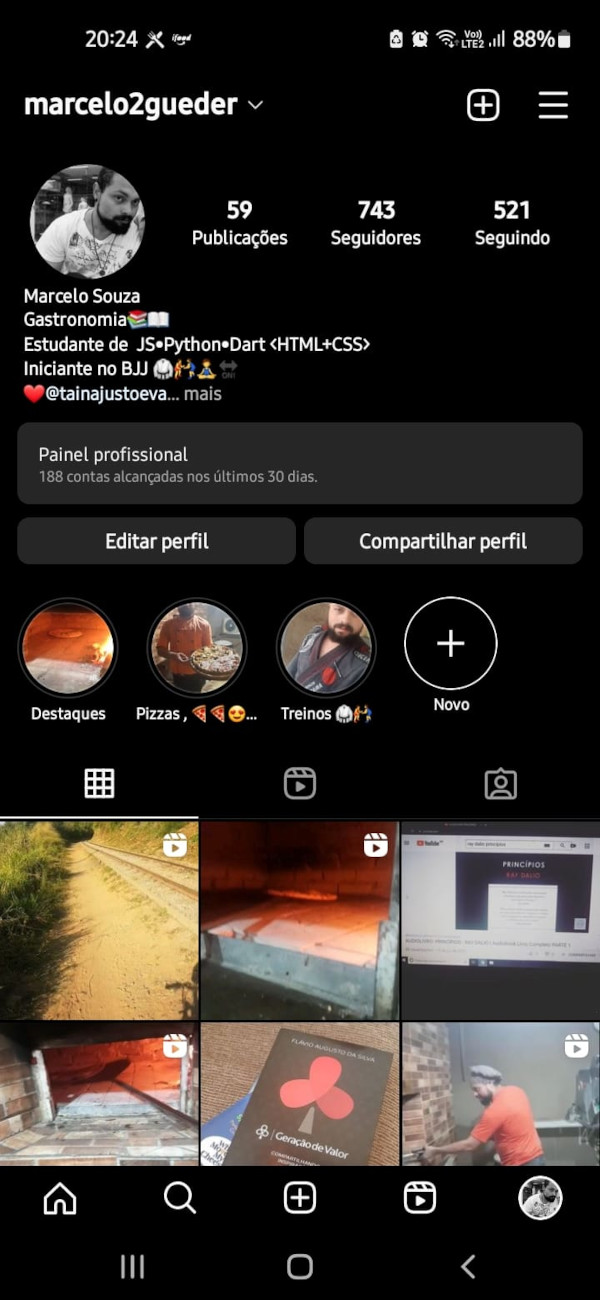 20:24 ifood Vo)) LTE2 88%
marcelo2gueder
59 743 521
Publicações Seguidores Seguindo
Marcelo Souza
Gastronomia📚📖
Estudante de JS•Python•Dart <HTML+CSS>
Iniciante no BJJ 🥋🤼🧘🔛
❤️@tainajustoeva... mais
Painel profissional
188 contas alcançadas nos últimos 30 dias.
Editar perfil Compartilhar perfil
Destaques Pizzas , 🍕🍕😍... Treinos 🥋🤼 Novo
YouTube
PRINCÍPIOS
RAY DALIO
FLAVIO AUGUSTO DA SILVA
Geração de Valor